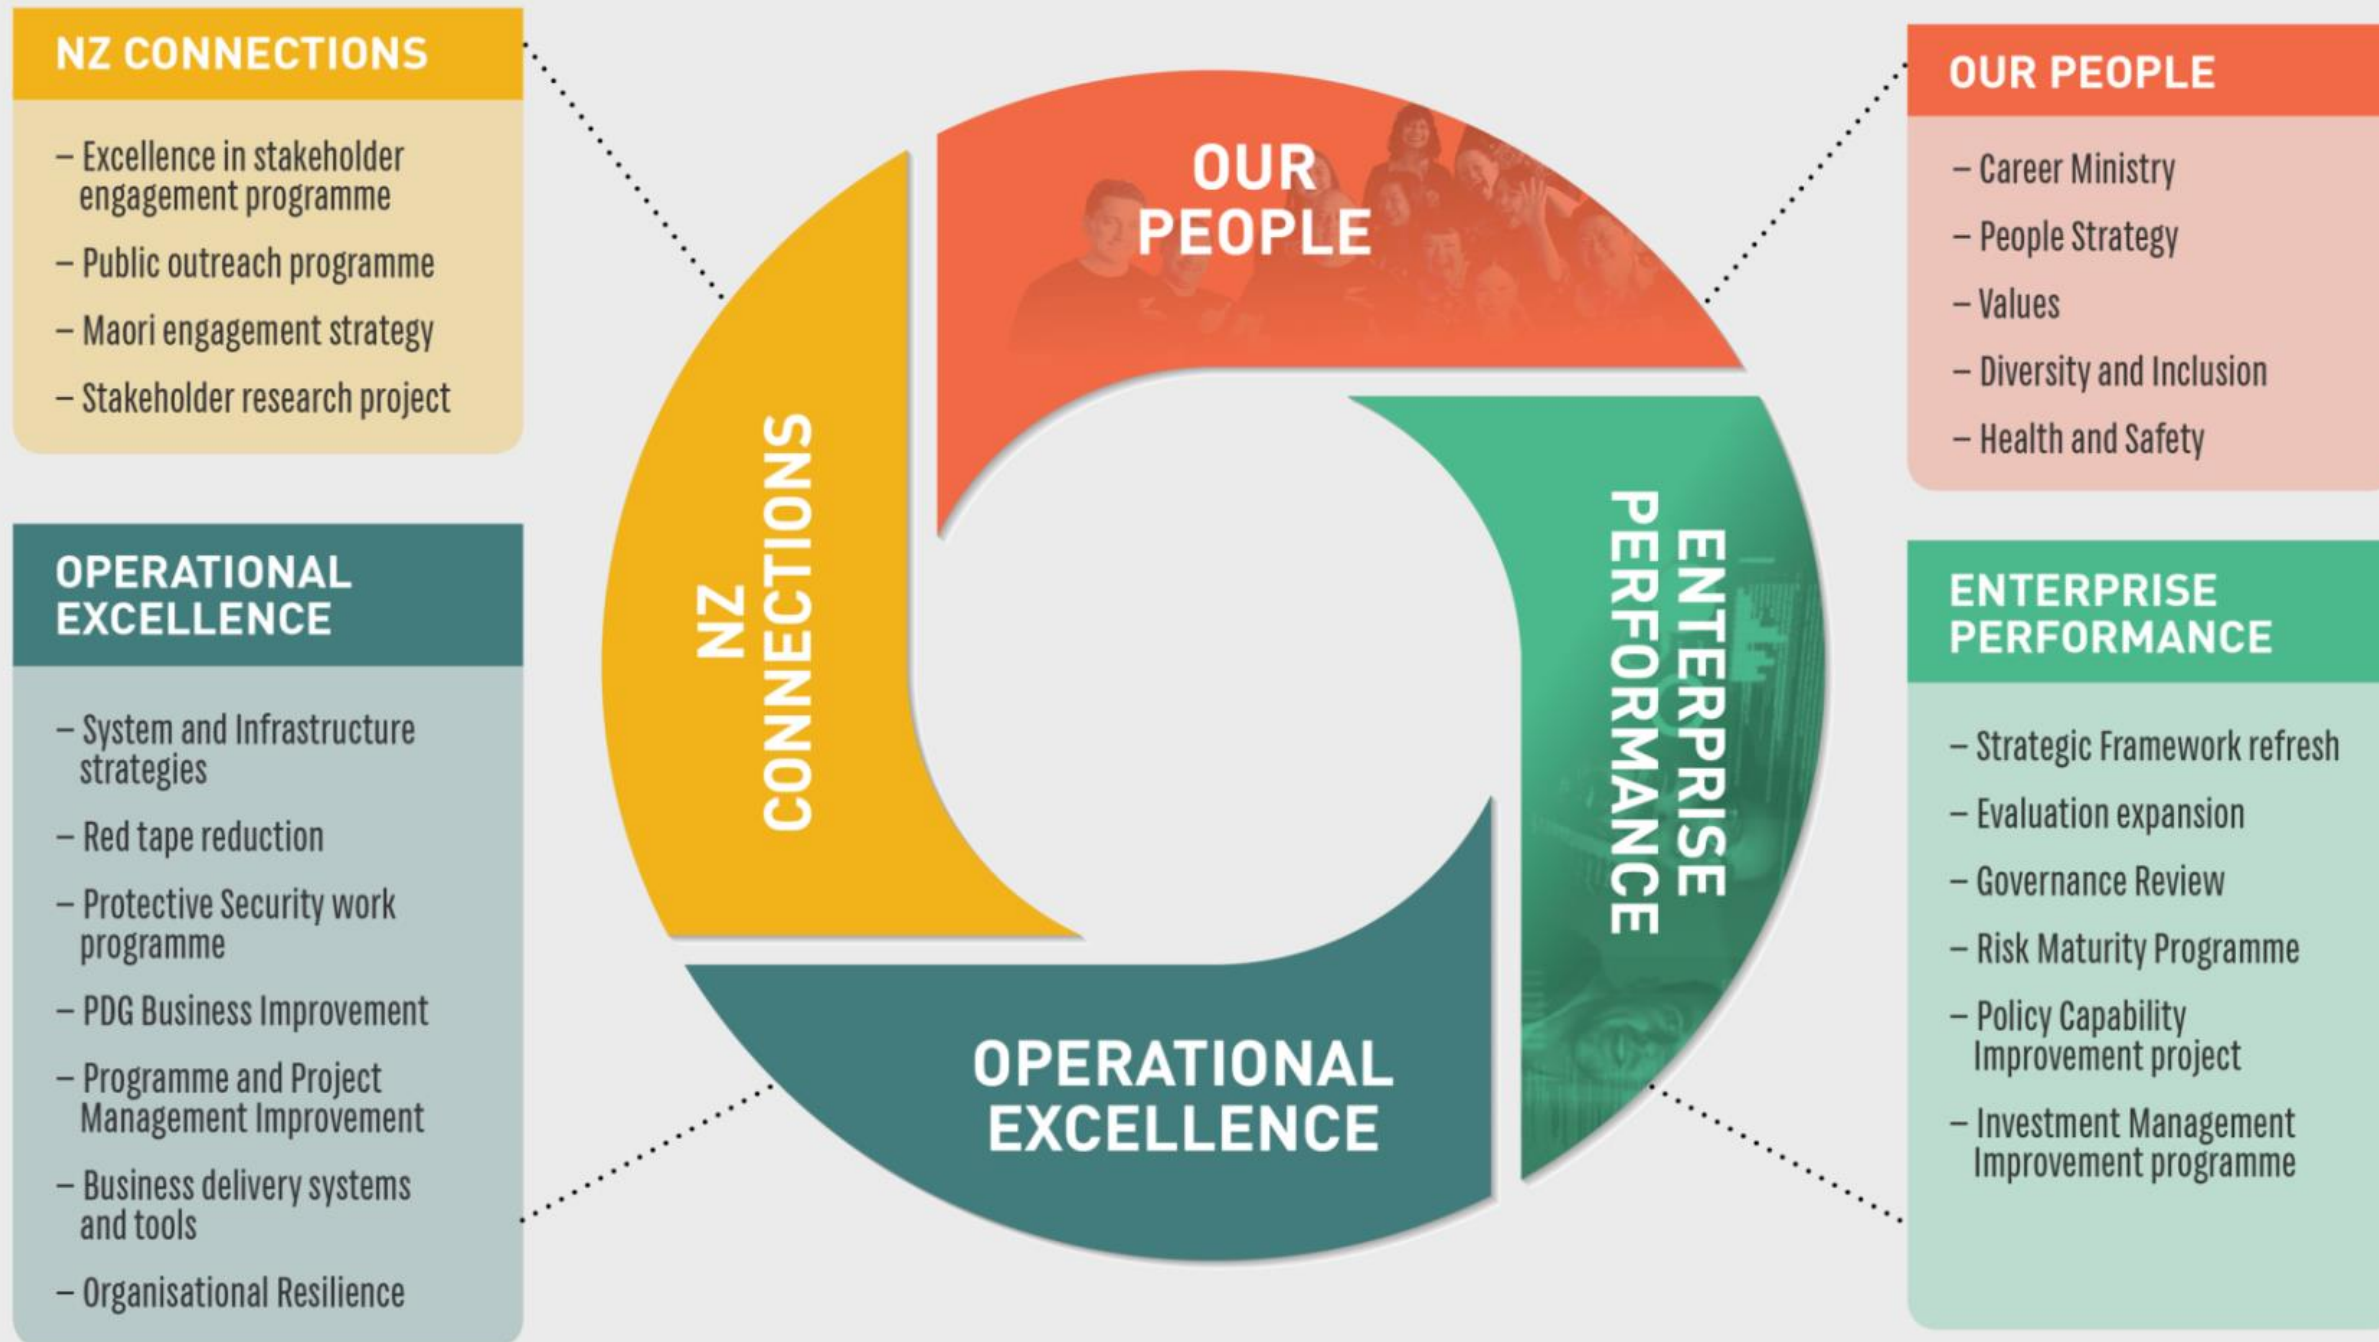 NZ CONNECTIONS
– Excellence in stakeholder
engagement programme
– Public outreach programme
– Maori engagement strategy
– Stakeholder research project
OPERATIONAL
EXCELLENCE
– System and Infrastructure
strategies
– Red tape reduction
– Protective Security work
programme
– PDG Business Improvement
– Programme and Project
Management Improvement
– Business delivery systems
and tools
– Organisational Resilience
OUR
PEOPLE
NZ
CONNECTIONS
ENTERPRISE
PERFORMANCE
OPERATIONAL
EXCELLENCE
OUR PEOPLE
– Career Ministry
– People Strategy
– Values
– Diversity and Inclusion
– Health and Safety
ENTERPRISE
PERFORMANCE
– Strategic Framework refresh
– Evaluation expansion
– Governance Review
– Risk Maturity Programme
– Policy Capability
Improvement project
– Investment Management
Improvement programme